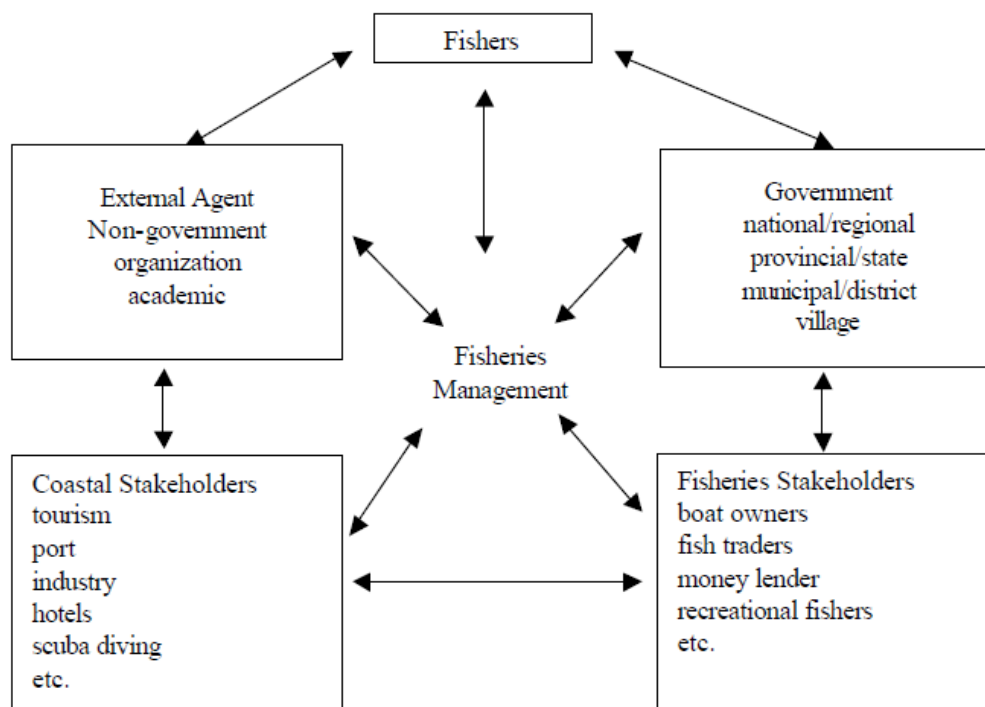 Fishers
External Agent
Non-government
organization
academic
Government
national/regional
provincial/state
municipal/district
village
Fisheries
Management
Coastal Stakeholders
tourism
port
industry
hotels
scuba diving
etc.
Fisheries Stakeholders
boat owners
fish traders
money lender
recreational fishers
etc.